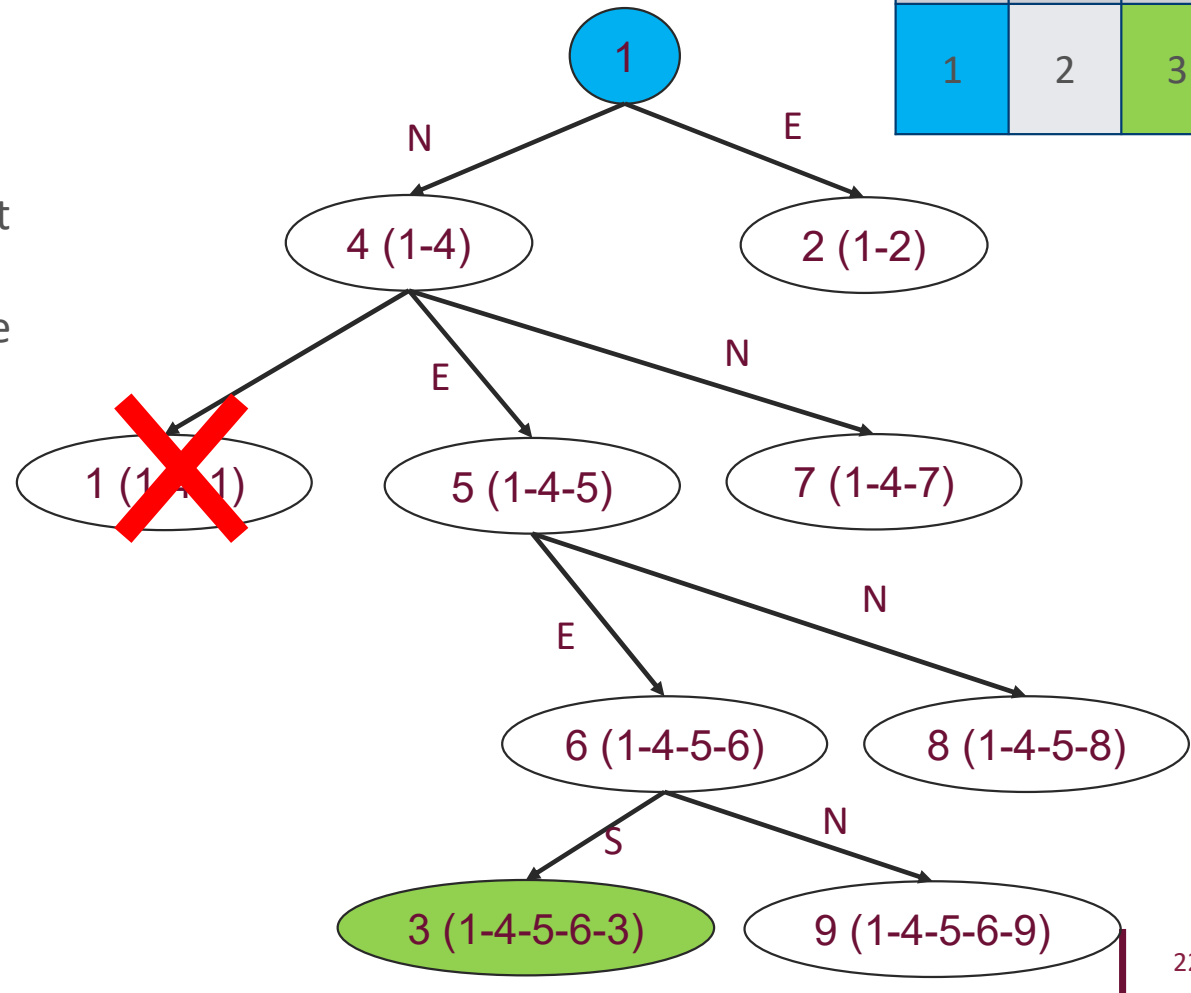 1
1 2 3
N
E
t
4 (1-4)
2 (1-2)
e
N
E
5 (1-4-5)
7 (1-4-7)
N
E
6 (1-4-5-6)
8 (1-4-5-8)
S
N
3 (1-4-5-6-3)
9 (1-4-5-6-9)